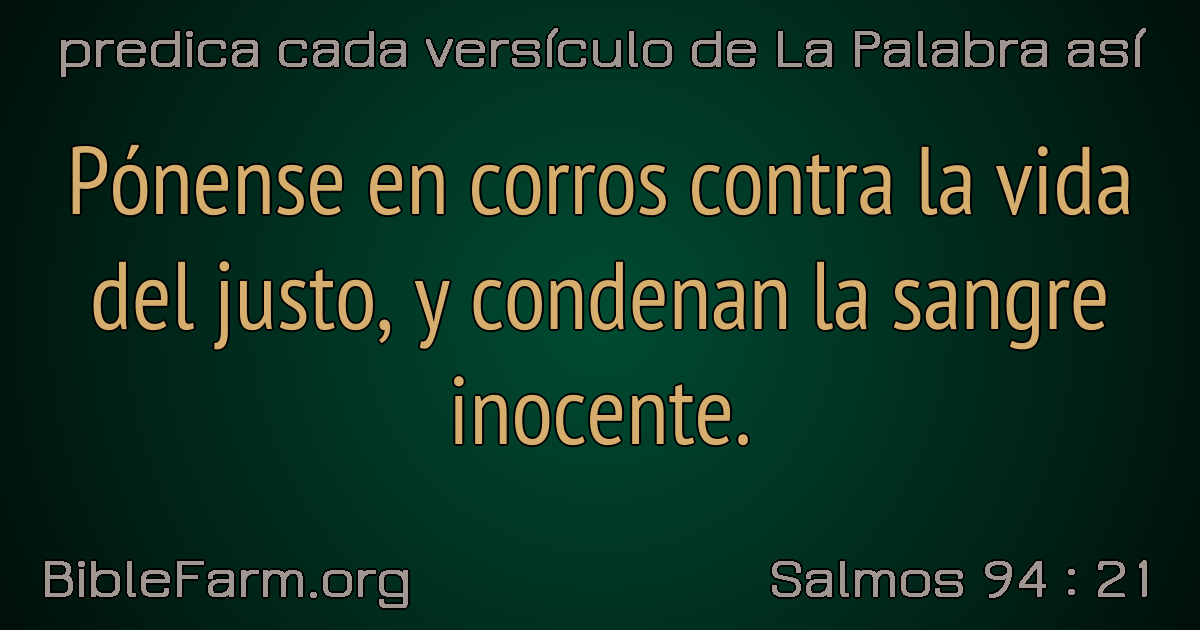 predica cada versículo de La Palabra así
Pónense en corros contra la vida
del justo, y condenan la sangre
inocente.
BibleFarm.org
Salmos 94 : 21